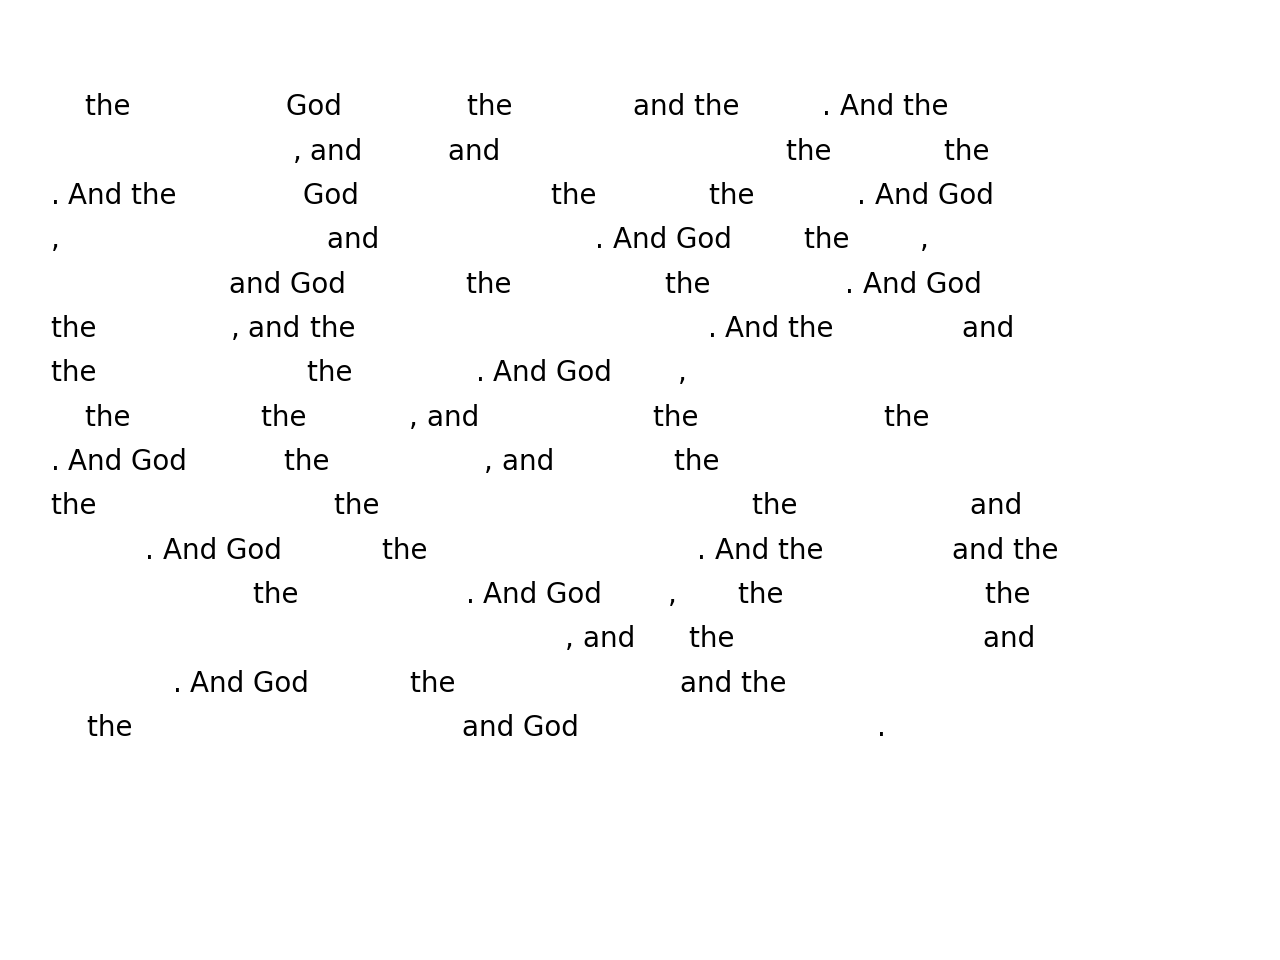 the God the and the . And the
, and and the the
. And the God the the . And God
, and . And God the ,
and God the the . And God
the , and the . And the and
the the . And God ,
the the , and the the
. And God the , and the
the the the and
. And God the . And the and the
the . And God , the the
, and the and
. And God the and the
the and God .